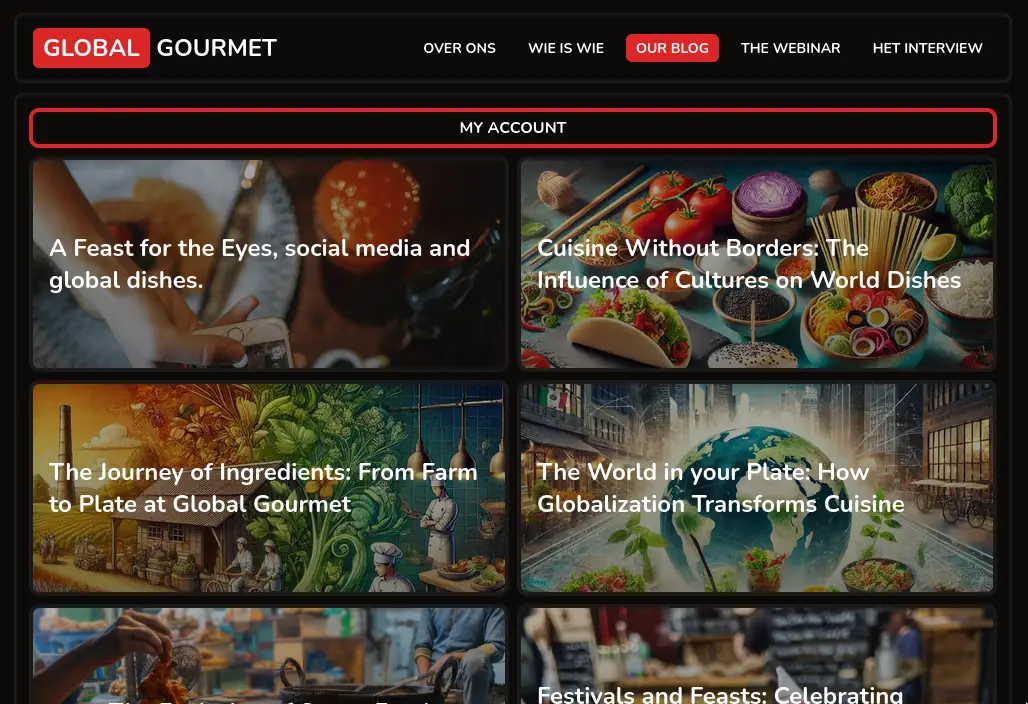 GLOBAL GOURMET
OVER ONS
WIE IS WIE
OUR BLOG
THE WEBINAR
HET INTERVIEW
MY ACCOUNT
A Feast for the Eyes, social media and
global dishes.
Cuisine Without Borders: The
Influence of Cultures on World Dishes
The Journey of Ingredients: From Farm
to Plate at Global Gourmet
The World in your Plate: How
Globalization Transforms Cuisine
Festivals and Feasts: Celebrating